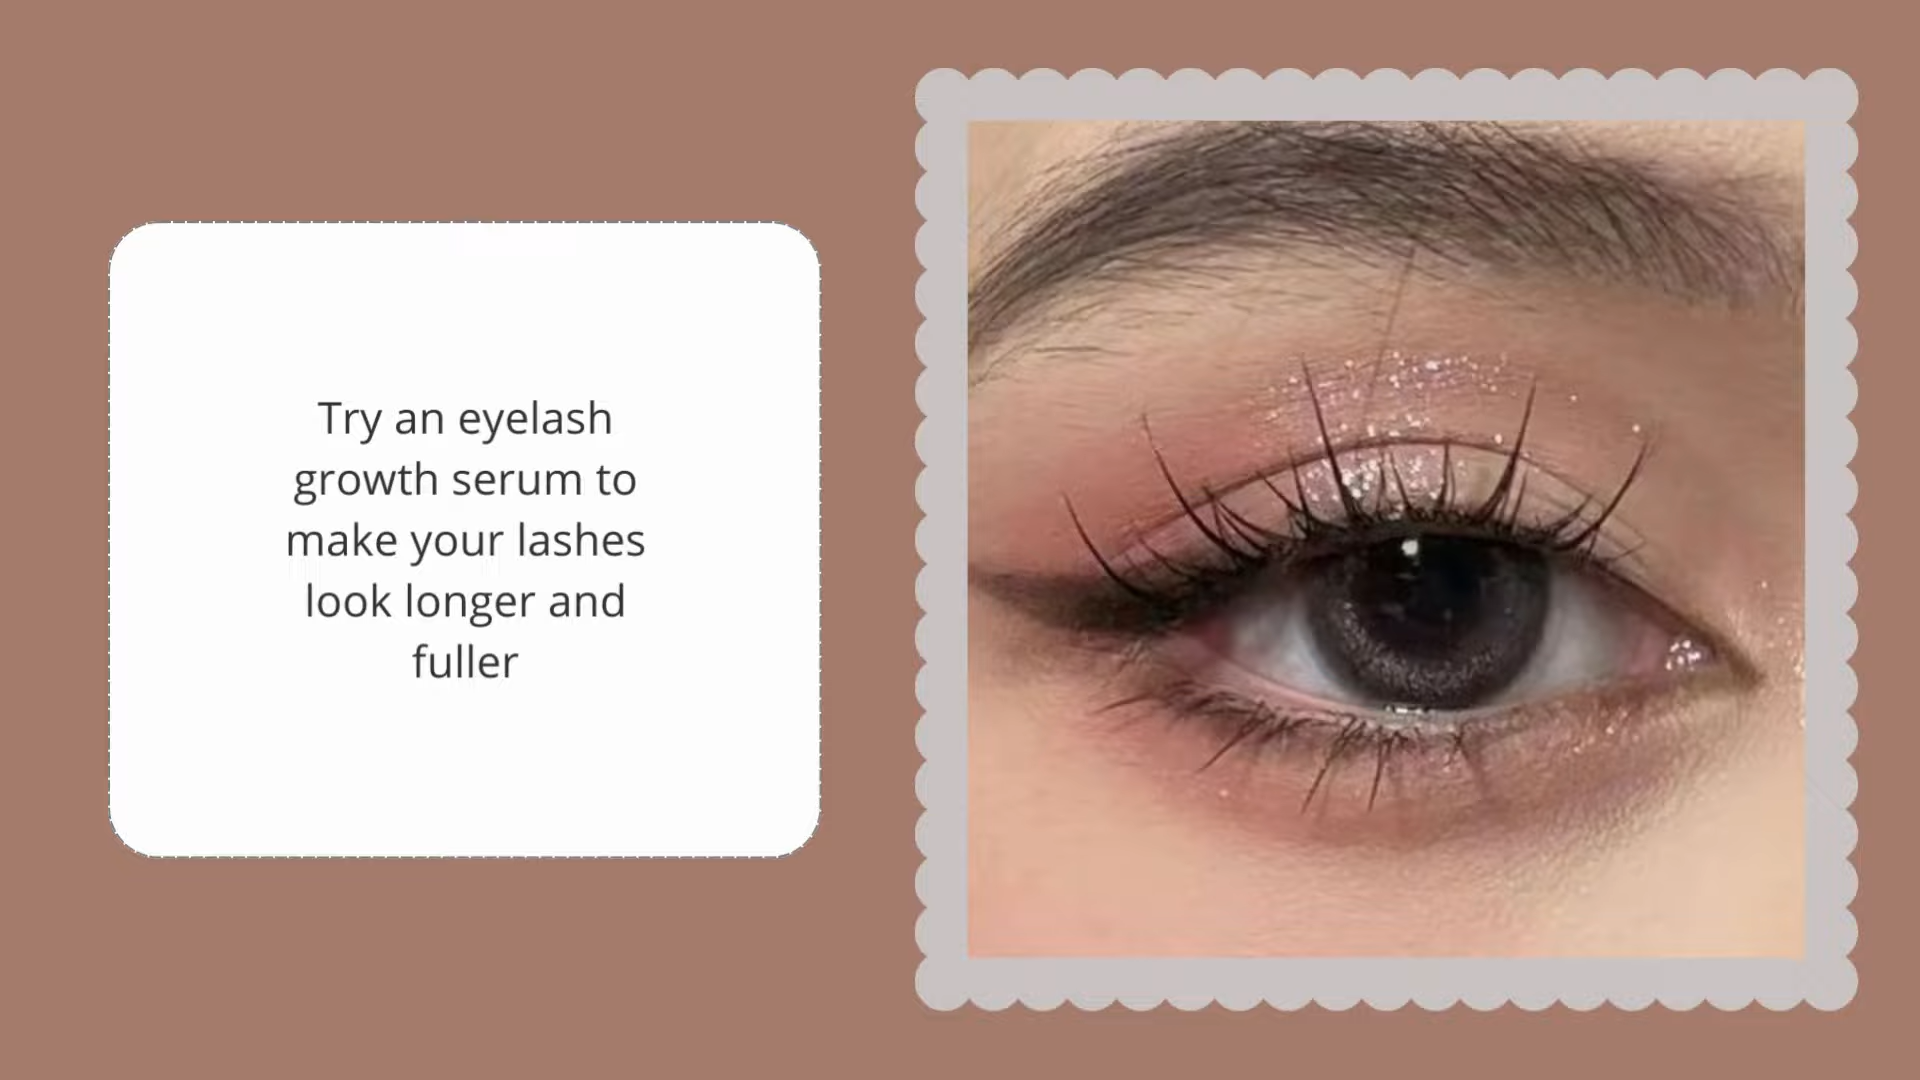 Try an eyelash
growth serum to
make your lashes
look longer and
fuller